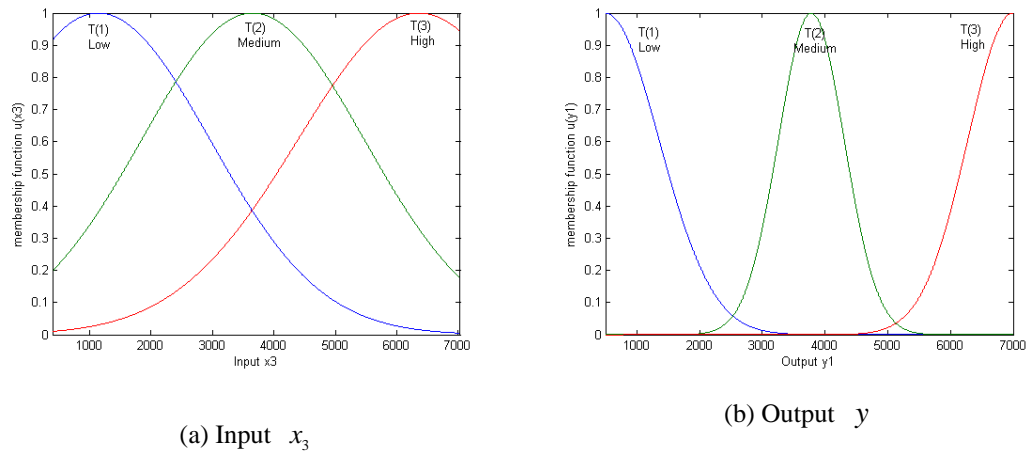 T(1)
Low
T(2)
Medium
T(3)
High
1
0.9
0.8
0.7
0.6
0.5
0.4
0.3
0.2
0.1
0
membership function u(x3)
1000 2000 3000 4000 5000 6000 7000
Input x3
(a) Input x₃
T(1)
Low
T(2)
Medium
T(3)
High
1
0.9
0.8
0.7
0.6
0.5
0.4
0.3
0.2
0.1
0
membership function u(y1)
1000 2000 3000 4000 5000 6000 7000
Output y1
(b) Output y